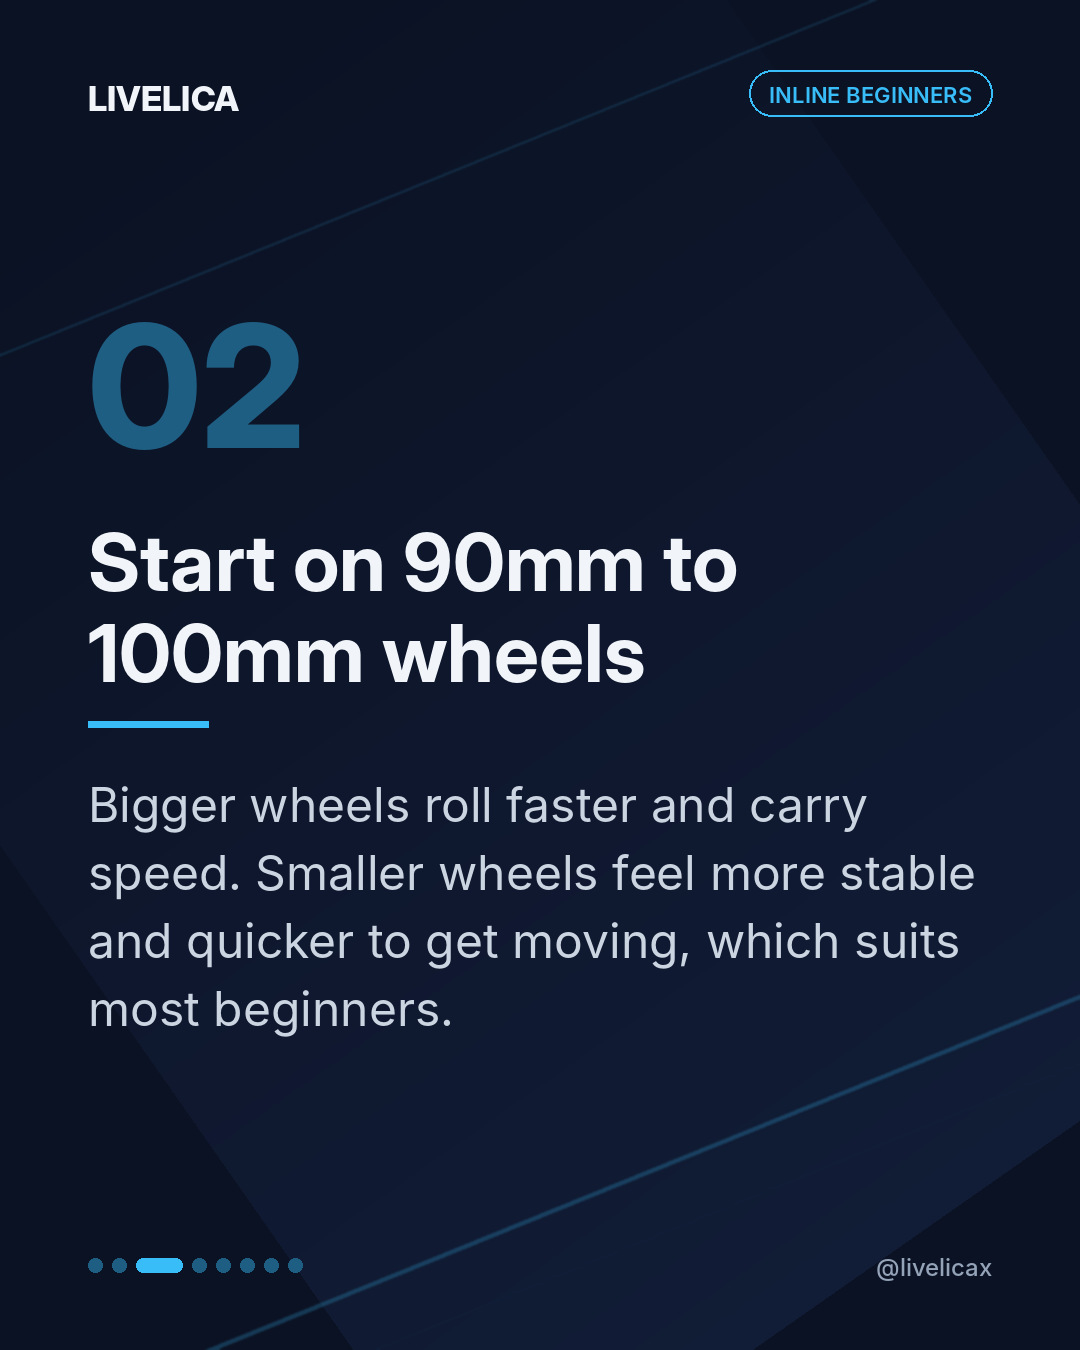 LIVELICA
INLINE BEGINNERS
02
Start on 90mm to
100mm wheels
Bigger wheels roll faster and carry
speed. Smaller wheels feel more stable
and quicker to get moving, which suits
most beginners.
@livelicax